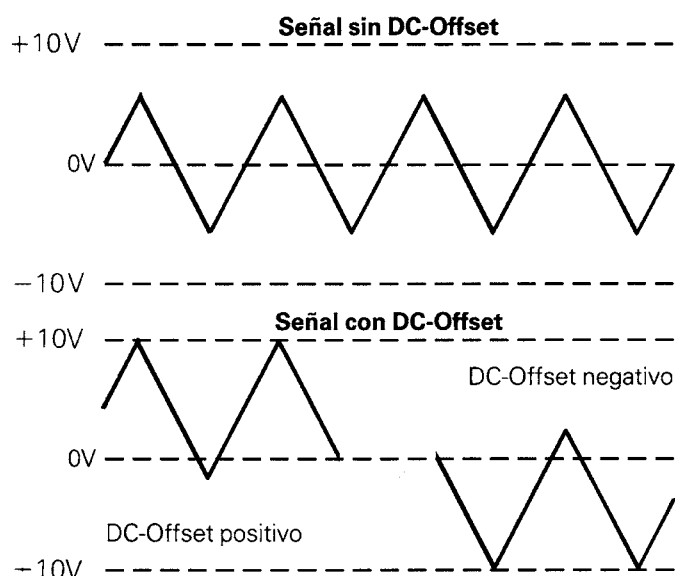 Señal sin DC-Offset
+10V
0V
−10V
Señal con DC-Offset
+10V
DC-Offset negativo
0V
DC-Offset positivo
−10V